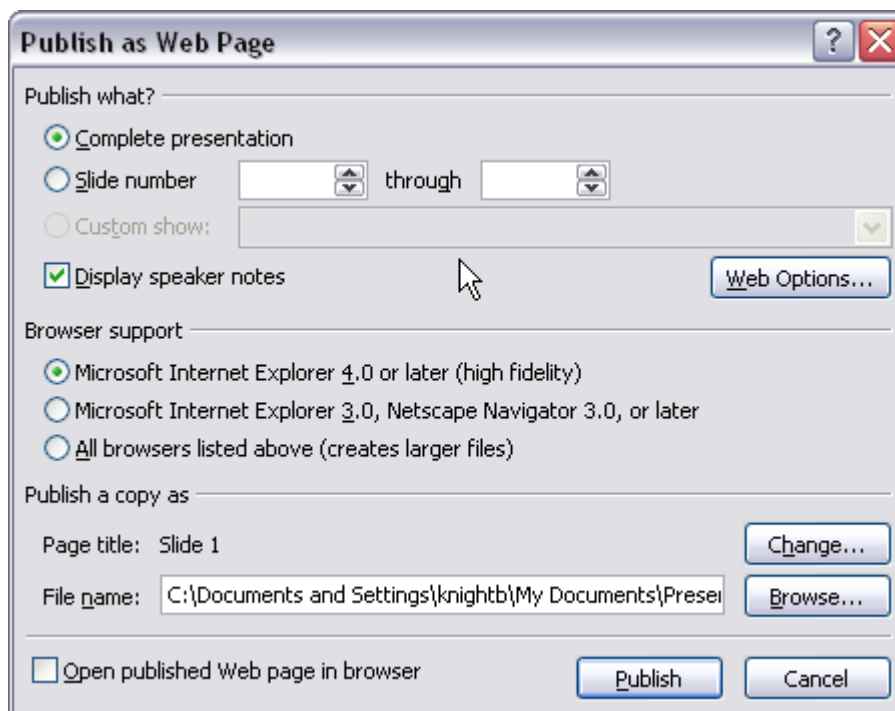 Publish as Web Page
Publish what?
Complete presentation
Slide number through
Custom show:
Display speaker notes Web Options...
Browser support
Microsoft Internet Explorer 4.0 or later (high fidelity)
Microsoft Internet Explorer 3.0, Netscape Navigator 3.0, or later
All browsers listed above (creates larger files)
Publish a copy as
Page title: Slide 1 Change...
File name: C:\Documents and Settings\knightb\My Documents\Presen Browse...
Open published Web page in browser Publish Cancel